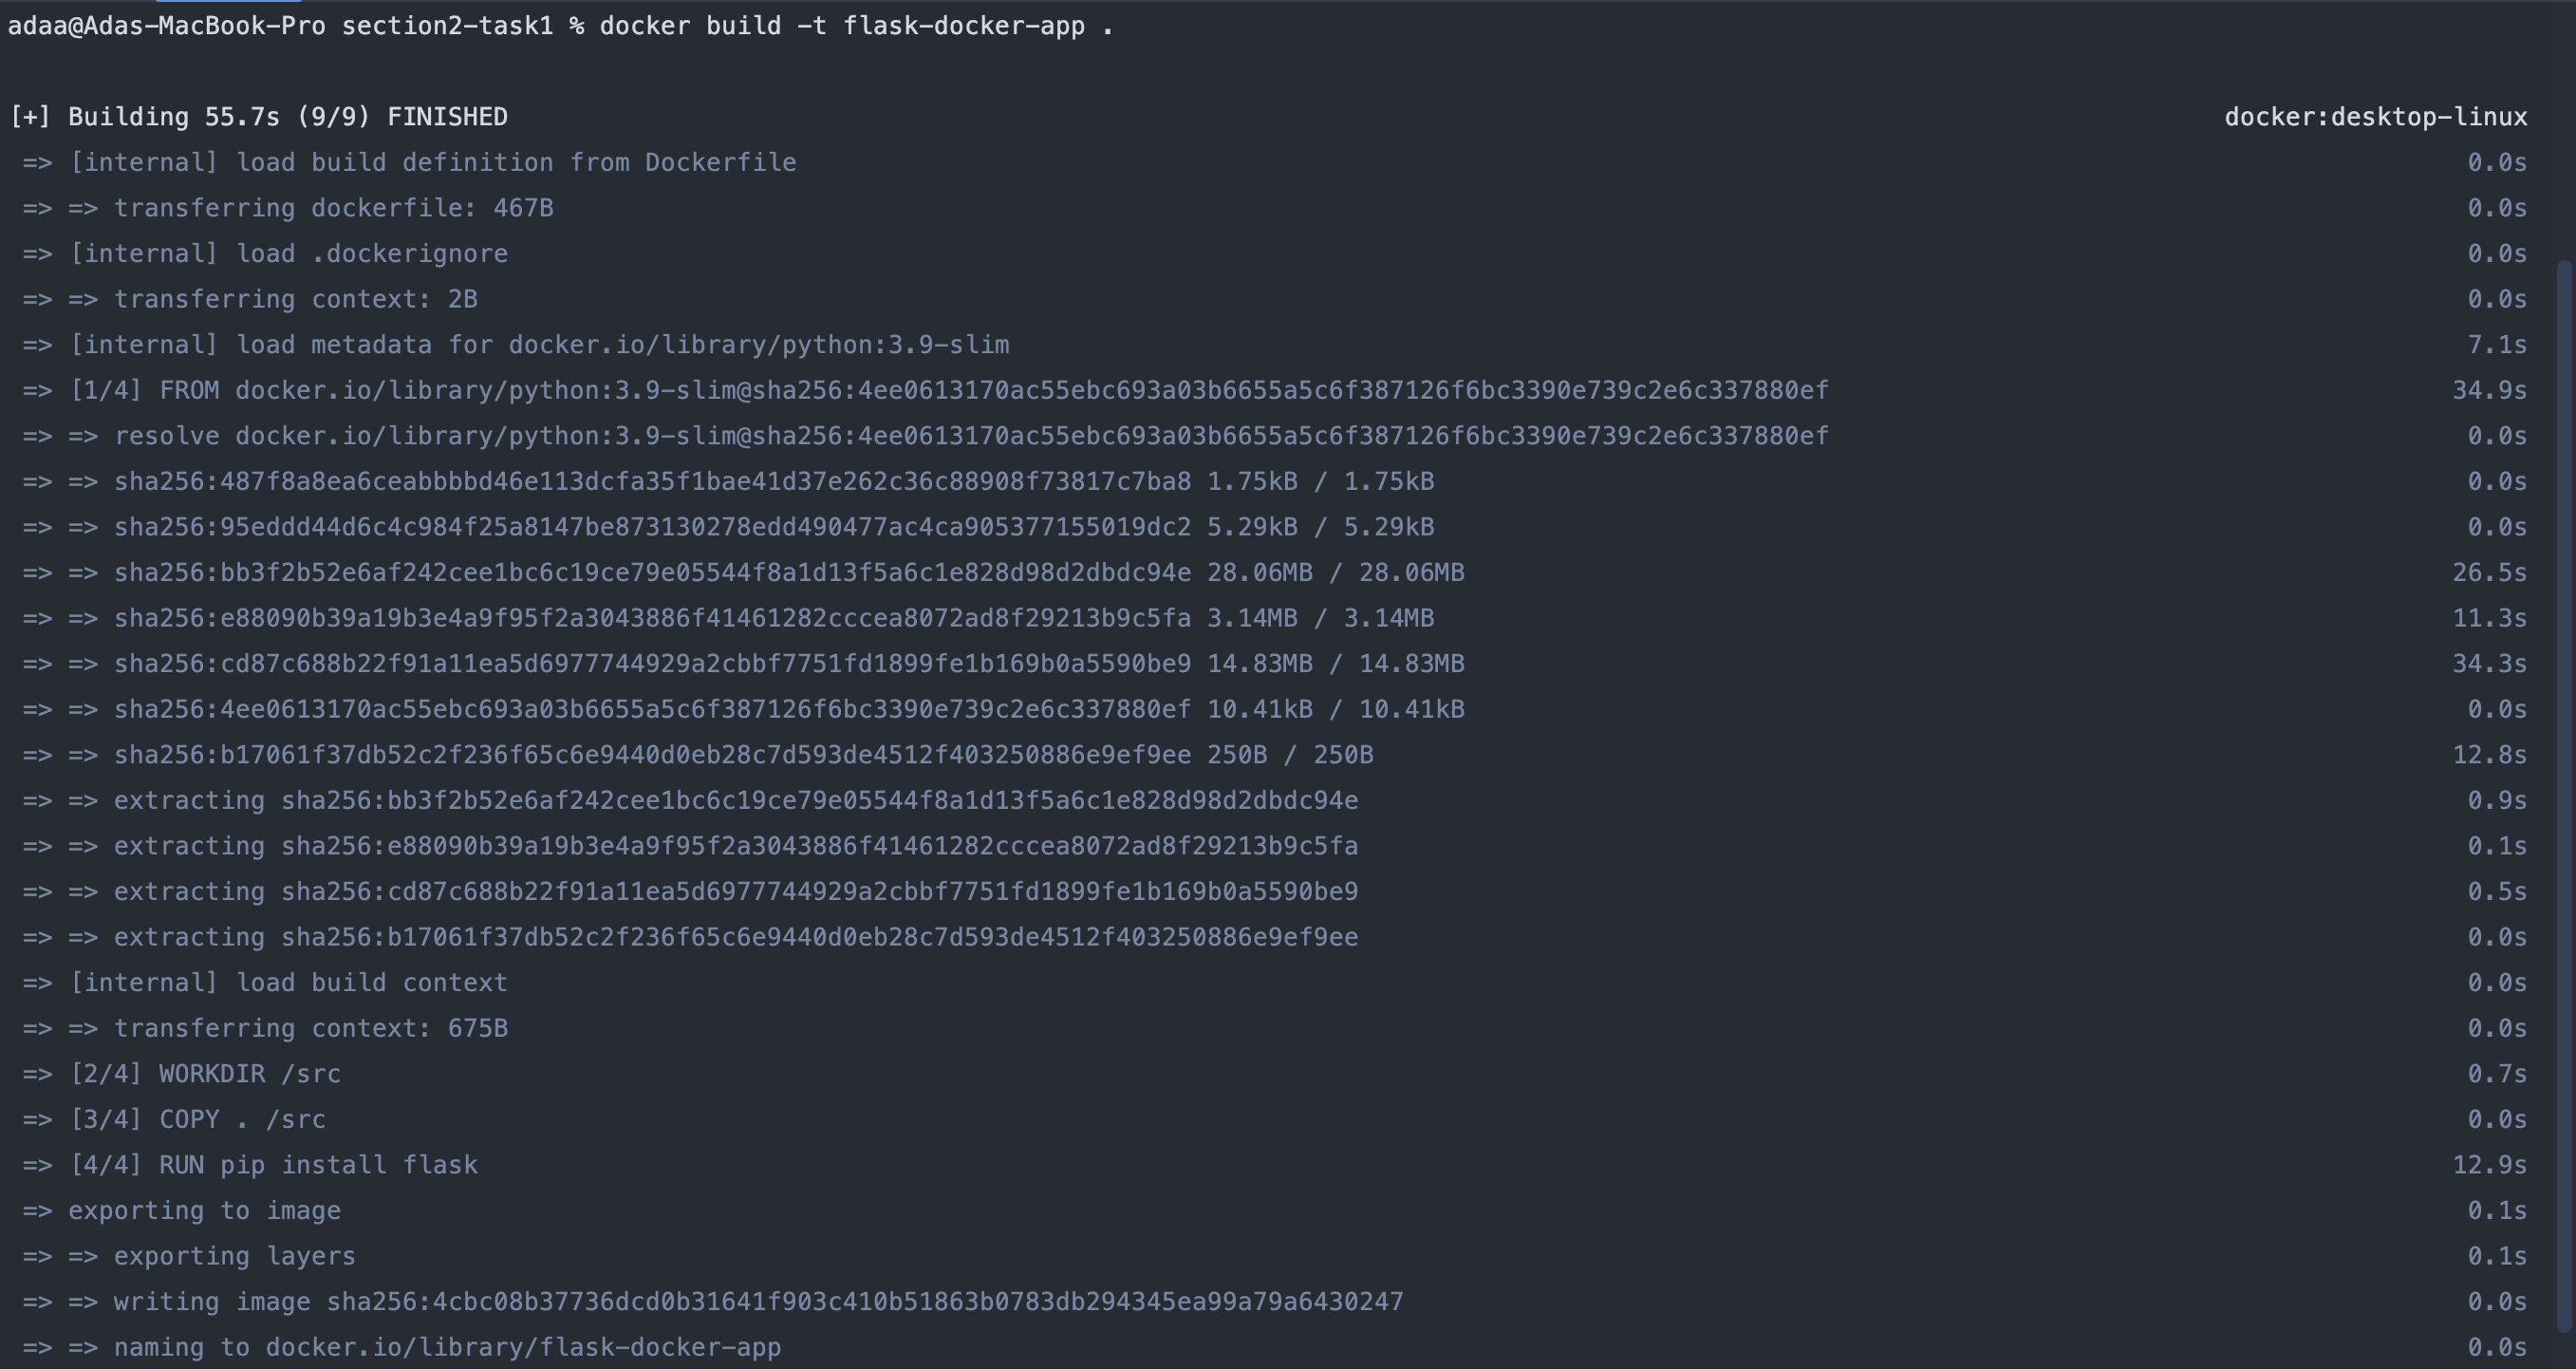 adaa@Adas-MacBook-Pro section2-task1 % docker build -t flask-docker-app .
[+] Building 55.7s (9/9) FINISHED docker:desktop-linux
=> [internal] load build definition from Dockerfile 0.0s
=> => transferring dockerfile: 467B 0.0s
=> [internal] load .dockerignore 0.0s
=> => transferring context: 2B 0.0s
=> [internal] load metadata for docker.io/library/python:3.9-slim 7.1s
=> [1/4] FROM docker.io/library/python:3.9-slim@sha256:4ee0613170ac55ebc693a03b6655a5c6f387126f6bc3390e739c2e6c337880ef 34.9s
=> => resolve docker.io/library/python:3.9-slim@sha256:4ee0613170ac55ebc693a03b6655a5c6f387126f6bc3390e739c2e6c337880ef 0.0s
=> => sha256:487f8a8ea6ceabbbbd46e113dcfa35f1bae41d37e262c36c88908f73817c7ba8 1.75kB / 1.75kB 0.0s
=> => sha256:95eddd44d6c4c984f25a8147be873130278edd490477ac4ca905377155019dc2 5.29kB / 5.29kB 0.0s
=> => sha256:bb3f2b52e6af242cee1bc6c19ce79e05544f8a1d13f5a6c1e828d98d2dbdc94e 28.06MB / 28.06MB 26.5s
=> => sha256:e88090b39a19b3e4a9f95f2a3043886f41461282cccea8072ad8f29213b9c5fa 3.14MB / 3.14MB 11.3s
=> => sha256:cd87c688b22f91a11ea5d6977744929a2cbbf7751fd1899fe1b169b0a5590be9 14.83MB / 14.83MB 34.3s
=> => sha256:4ee0613170ac55ebc693a03b6655a5c6f387126f6bc3390e739c2e6c337880ef 10.41kB / 10.41kB 0.0s
=> => sha256:b17061f37db52c2f236f65c6e9440d0eb28c7d593de4512f403250886e9ef9ee 250B / 250B 12.8s
=> => extracting sha256:bb3f2b52e6af242cee1bc6c19ce79e05544f8a1d13f5a6c1e828d98d2dbdc94e 0.9s
=> => extracting sha256:e88090b39a19b3e4a9f95f2a3043886f41461282cccea8072ad8f29213b9c5fa 0.1s
=> => extracting sha256:cd87c688b22f91a11ea5d6977744929a2cbbf7751fd1899fe1b169b0a5590be9 0.5s
=> => extracting sha256:b17061f37db52c2f236f65c6e9440d0eb28c7d593de4512f403250886e9ef9ee 0.0s
=> [internal] load build context 0.0s
=> => transferring context: 675B 0.0s
=> [2/4] WORKDIR /src 0.7s
=> [3/4] COPY . /src 0.0s
=> [4/4] RUN pip install flask 12.9s
=> exporting to image 0.1s
=> => exporting layers 0.1s
=> => writing image sha256:4cbc08b37736dcd0b31641f903c410b51863b0783db294345ea99a79a6430247 0.0s
=> => naming to docker.io/library/flask-docker-app 0.0s